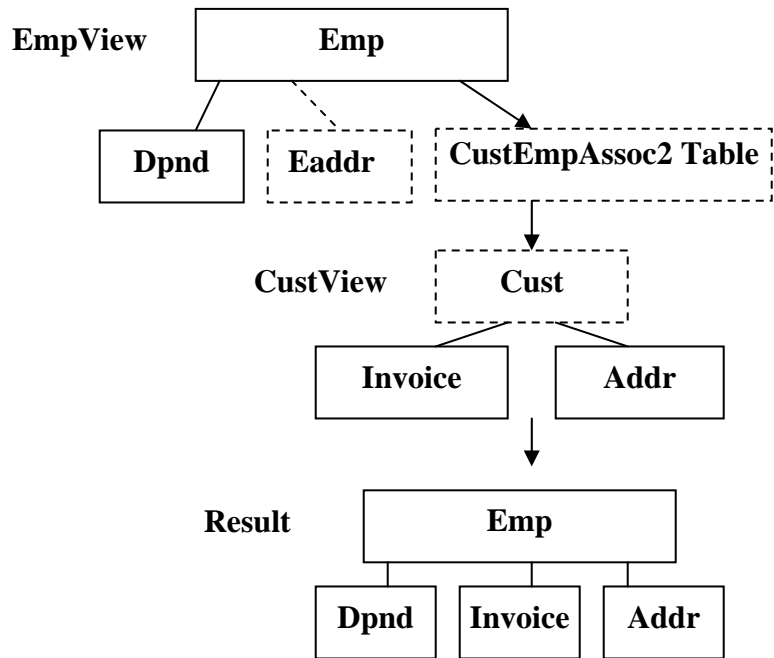 EmpView
Emp
Dpnd
Eaddr
CustEmpAssoc2 Table
CustView
Cust
Invoice
Addr
Result
Emp
Dpnd
Invoice
Addr